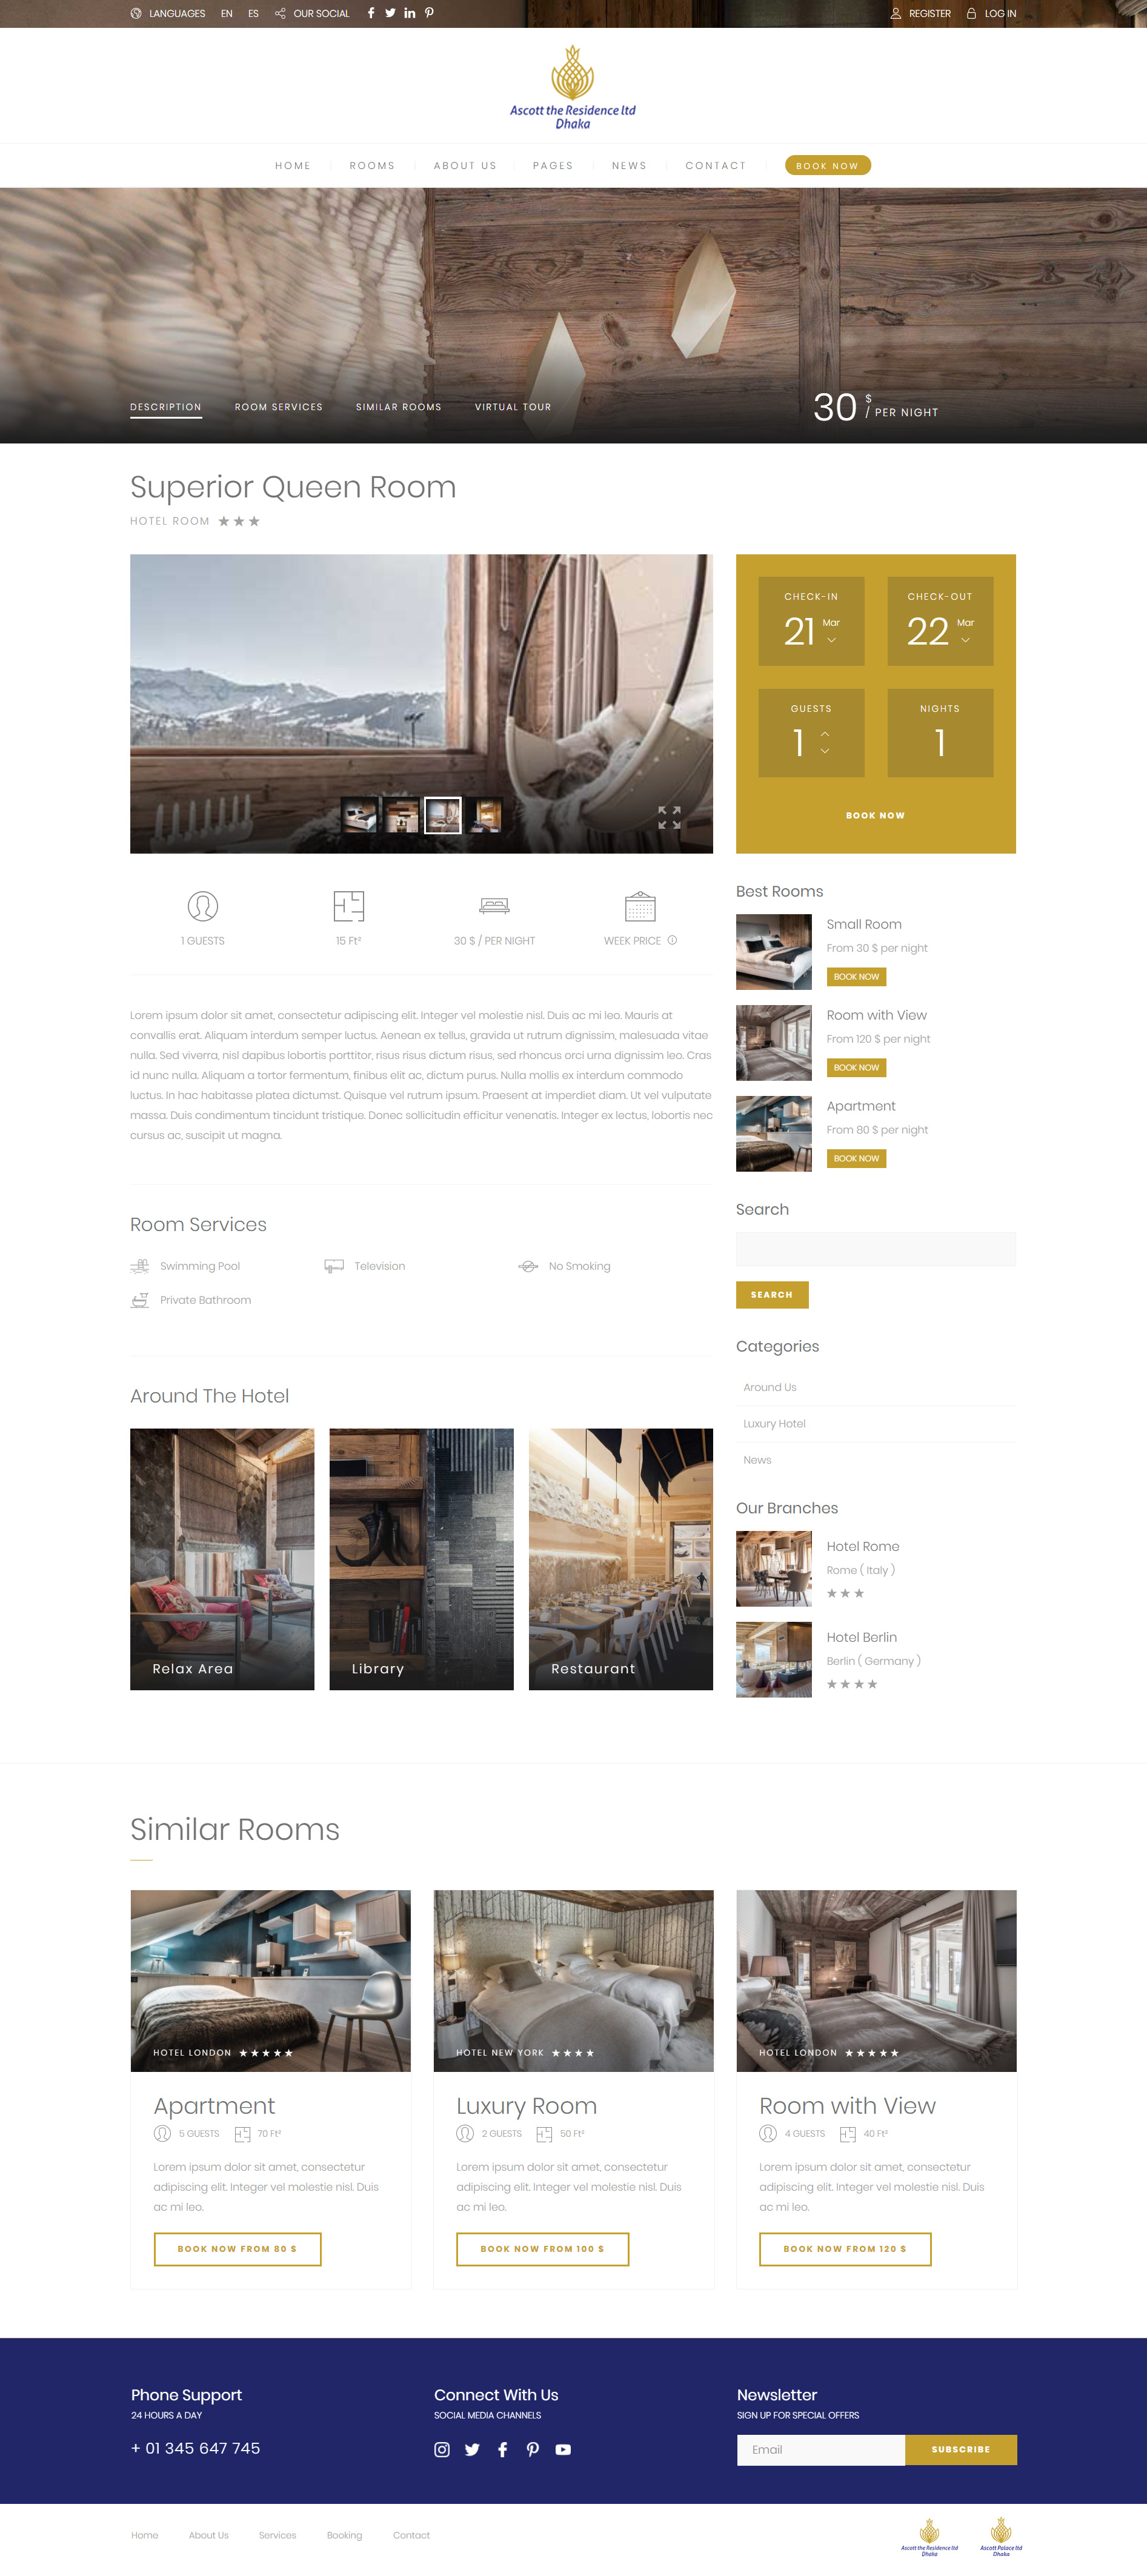 LANGUAGES EN ES OUR SOCIAL REGISTER LOG IN
Ascott the Residence ltd
Dhaka
HOME ROOMS ABOUT US PAGES NEWS CONTACT BOOK NOW
DESCRIPTION ROOM SERVICES SIMILAR ROOMS VIRTUAL TOUR
30 $ / PER NIGHT
Superior Queen Room
HOTEL ROOM
CHECK-IN
21 Mar
CHECK-OUT
22 Mar
GUESTS
1
NIGHTS
1
BOOK NOW
1 GUESTS
15 Ft²
30 $ / PER NIGHT
WEEK PRICE
Lorem ipsum dolor sit amet, consectetur adipiscing elit. Integer vel molestie nisl. Duis ac mi leo. Mauris at
convallis erat. Aliquam interdum semper luctus. Aenean ex tellus, gravida ut rutrum dignissim, malesuada vitae
nulla. Sed viverra, nisl dapibus lobortis porttitor, risus risus dictum risus, sed rhoncus orci urna dignissim leo. Cras
id nunc nulla. Aliquam a tortor fermentum, finibus elit ac, dictum purus. Nulla mollis ex interdum commodo
luctus. In hac habitasse platea dictumst. Quisque vel rutrum ipsum. Praesent at imperdiet diam. Ut vel vulputate
massa. Duis condimentum tincidunt tristique. Donec sollicitudin efficitur venenatis. Integer ex lectus, lobortis nec
cursus ac, suscipit ut magna.
Room Services
Swimming Pool
Television
No Smoking
Private Bathroom
Around The Hotel
Relax Area
Library
Restaurant
Best Rooms
Small Room
From 30 $ per night
BOOK NOW
Room with View
From 120 $ per night
BOOK NOW
Apartment
From 80 $ per night
BOOK NOW
Search
SEARCH
Categories
Around Us
Luxury Hotel
News
Our Branches
Hotel Rome
Rome ( Italy )
Hotel Berlin
Berlin ( Germany )
Similar Rooms
HOTEL LONDON
Apartment
5 GUESTS 70 Ft²
Lorem ipsum dolor sit amet, consectetur
adipiscing elit. Integer vel molestie nisl. Duis
ac mi leo.
BOOK NOW FROM 80 $
HOTEL NEW YORK
Luxury Room
2 GUESTS 50 Ft²
Lorem ipsum dolor sit amet, consectetur
adipiscing elit. Integer vel molestie nisl. Duis
ac mi leo.
BOOK NOW FROM 100 $
HOTEL LONDON
Room with View
4 GUESTS 40 Ft²
Lorem ipsum dolor sit amet, consectetur
adipiscing elit. Integer vel molestie nisl. Duis
ac mi leo.
BOOK NOW FROM 120 $
Phone Support
24 HOURS A DAY
+ 01 345 647 745
Connect With Us
SOCIAL MEDIA CHANNELS
Newsletter
SIGN UP FOR SPECIAL OFFERS
Email
SUBSCRIBE
Home About Us Services Booking Contact
Ascott the Residence ltd
Dhaka
Ascott Palace ltd
Dhaka